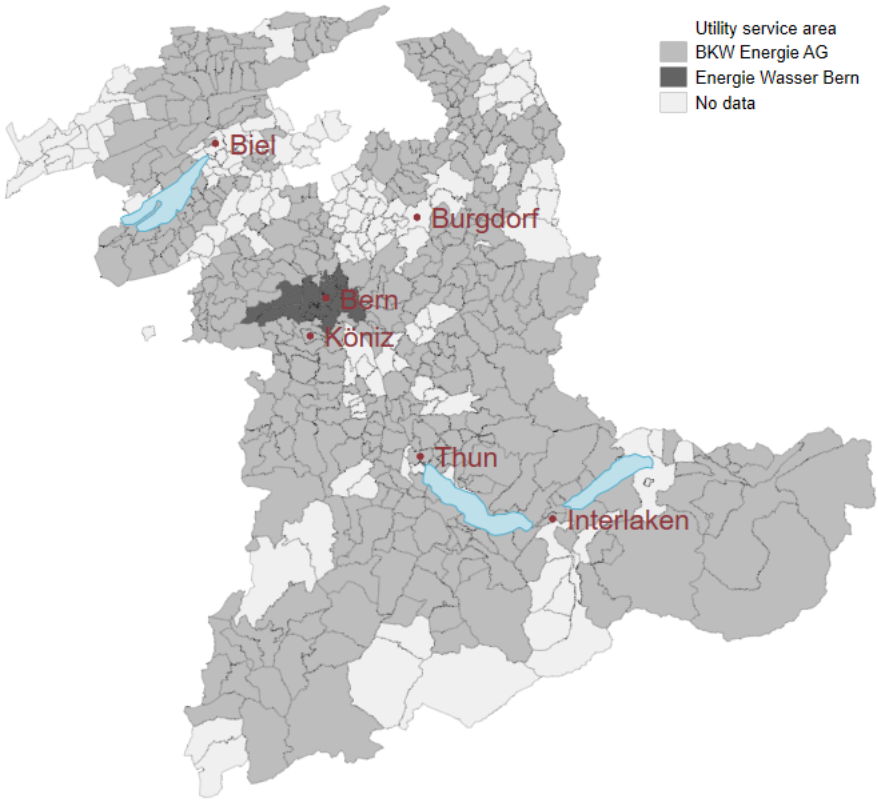 Utility service area
BKW Energie AG
Energie Wasser Bern
No data
Biel
Burgdorf
Bern
Köniz
Thun
Interlaken